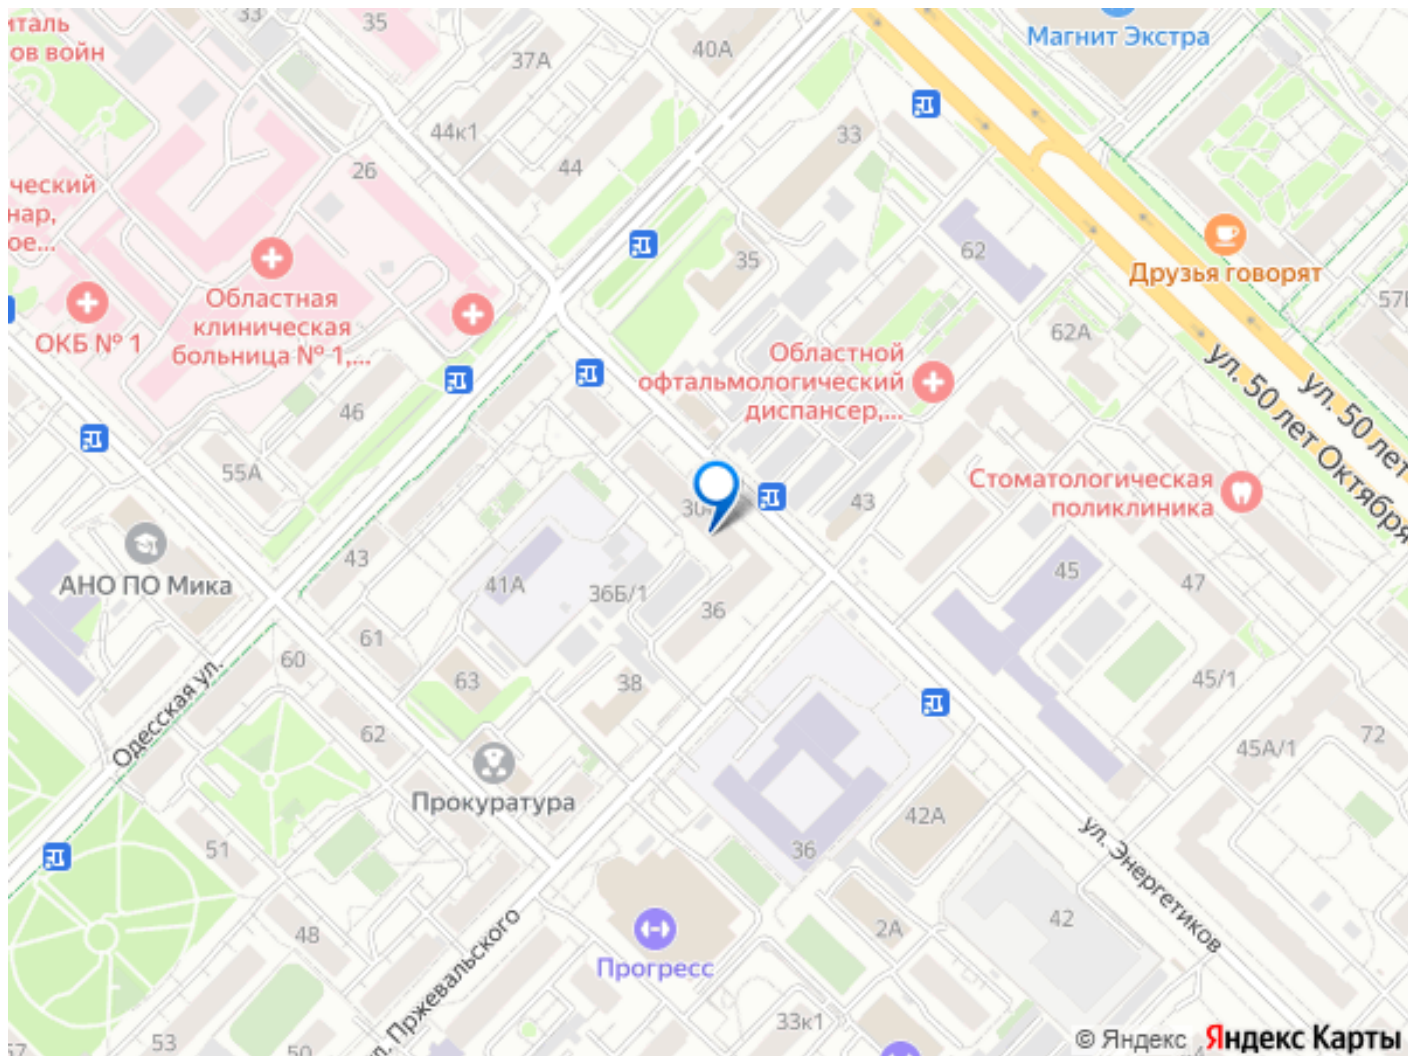 33
35
италь
ов войн
37А
40А
Магнит Экстра
44к1
44
33
26
ческий
нар,
ое...
35
62
Друзья говорят
Областная
клиническая
больница № 1,...
ОКБ № 1
62А
Областной
офтальмологический
диспансер,...
ул. 50 лет Октября
ул. 50 лет
46
55А
Стоматологическая
поликлиника
43
43
АНО ПО Мика
41А
36Б/1
36
45
47
61
60
63
38
45/1
Одесская ул.
62
45А/1
72
Прокуратура
51
36
42А
ул. Энергетиков
48
2А
42
Прогресс
ул. Пржевальского
53
50
33к1
57
© Яндекс Яндекс Карты